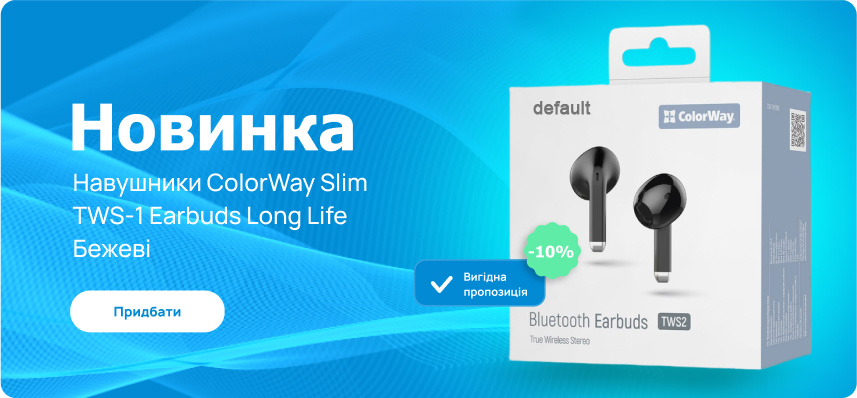 Новинка
Навушники ColorWay Slim
TWS-1 Earbuds Long Life
Бежеві
Придбати
default
ColorWay
-10%
Вигідна
пропозиція
Bluetooth Earbuds TWS2
True Wireless Stereo